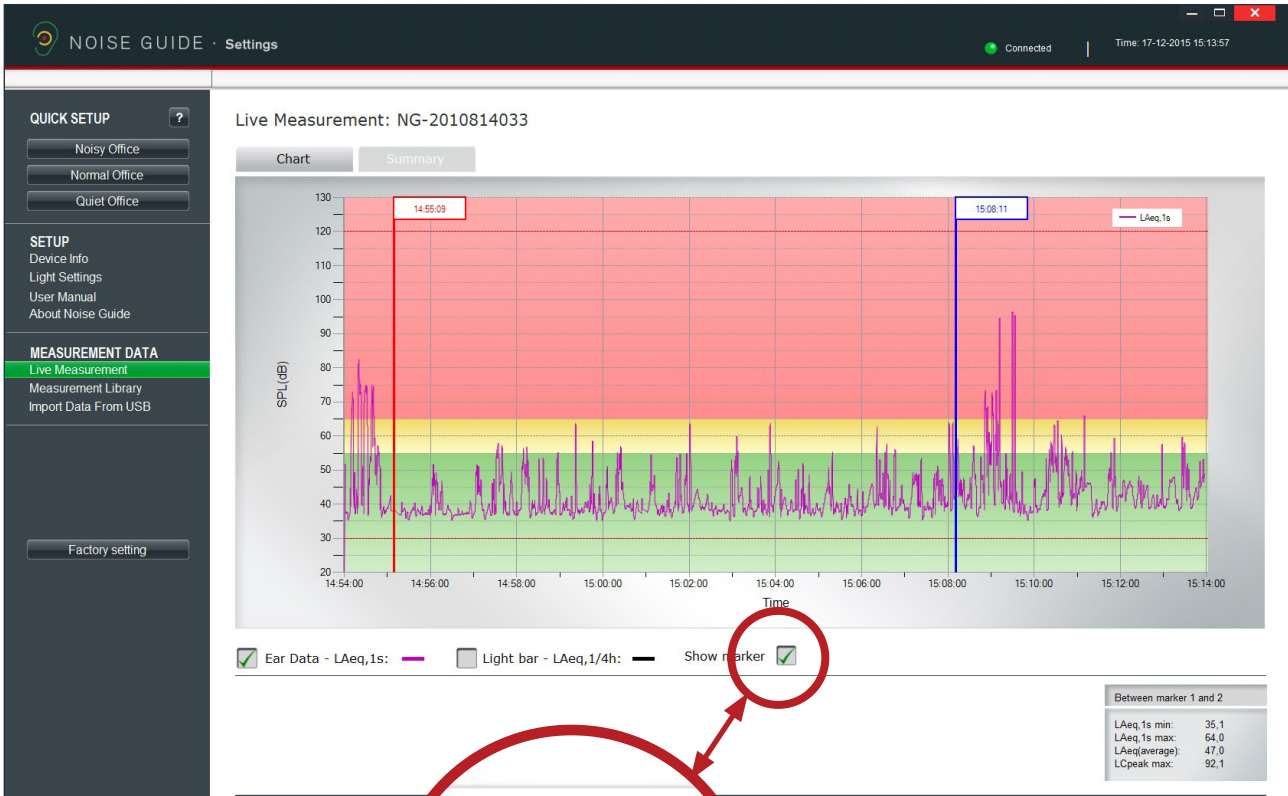 NOISE GUIDE · Settings
Connected | Time: 17-12-2015 15:13:57
QUICK SETUP ?
Noisy Office
Normal Office
Quiet Office
SETUP
Device Info
Light Settings
User Manual
About Noise Guide
MEASUREMENT DATA
Live Measurement
Measurement Library
Import Data From USB
Factory setting
Live Measurement: NG-2010814033
Chart Summary
14:55:09
15:08:11
LAeq,1s
SPL(dB)
130
120
110
100
90
80
70
60
50
40
30
20
14:54:00 14:56:00 14:58:00 15:00:00 15:02:00 15:04:00 15:06:00 15:08:00 15:10:00 15:12:00 15:14:00
Time
Ear Data - LAeq,1s: Light bar - LAeq,1/4h: Show marker
Between marker 1 and 2
LAeq,1s min: 35,1
LAeq,1s max: 64,0
LAeq(average): 47,0
LCpeak max: 92,1